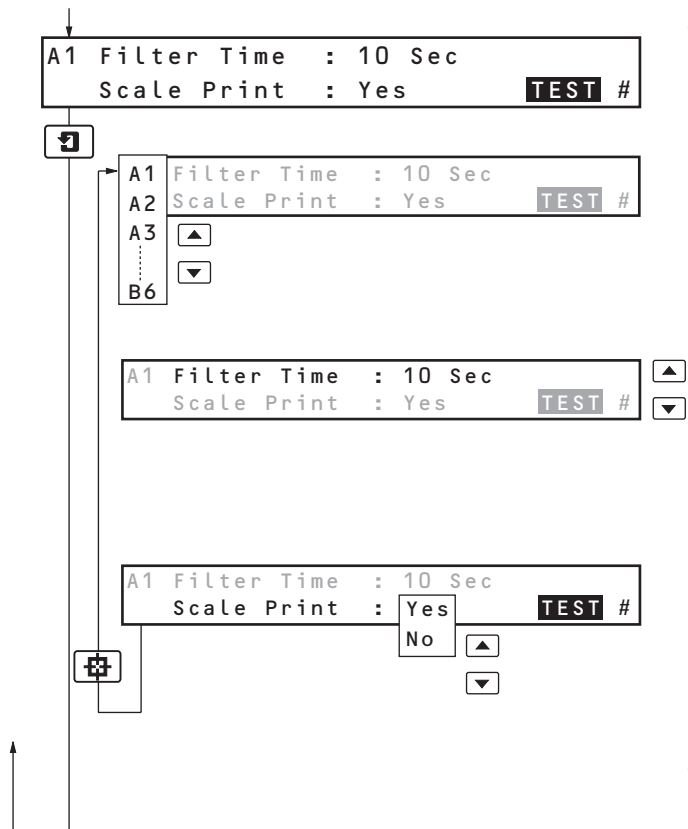 A1 Filter Time : 10 Sec
Scale Print : Yes TEST #
A1 Filter Time : 10 Sec
A2 Scale Print : Yes TEST #
A3
B6
A1 Filter Time : 10 Sec
Scale Print : Yes TEST #
A1 Filter Time : 10 Sec
Scale Print : Yes TEST #
No